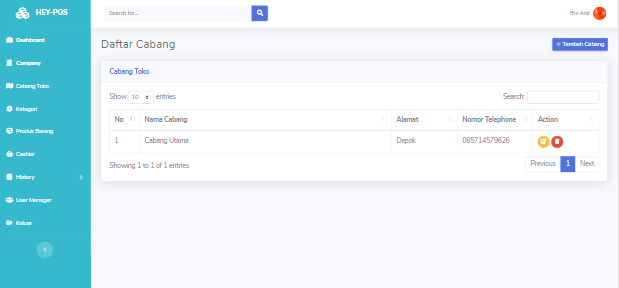 HEY-POS
Search for...
Bro Araf
Dashboard
Company
Cabang Toko
Kategori
Produk Barang
Cashier
History
User Manager
Keluar
Daftar Cabang
+ Tambah Cabang
Cabang Toko
Show 10 entries
Search:
No Nama Cabang Alamat Nomor Telephone Action
1 Cabang Utama Depok 085714579626
Showing 1 to 1 of 1 entries
Previous 1 Next